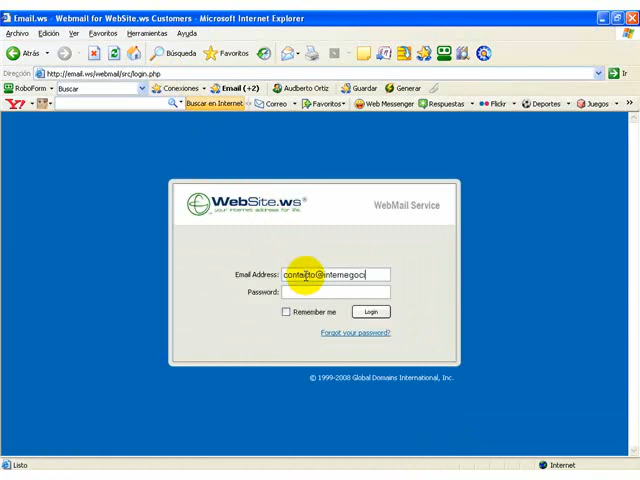 Email.ws - Webmail for WebSite.ws Customers - Microsoft Internet Explorer
Archivo Edición Ver Favoritos Herramientas Ayuda
Atrás Búsqueda Favoritos
Dirección http://email.ws/webmail/src/login.php Ir
RoboForm Buscar Conexiones Email (+2) Audberto Ortiz Guardar Generar
Y! Buscar en Internet Correo Favoritos Web Messenger Respuestas Flickr Deportes Juegos
WebSite.ws® WebMail Service
your internet address for life.
Email Address: contacto@internegoci
Password:
Remember me Login
Forgot your password?
© 1999-2008 Global Domains International, Inc.
Listo Internet